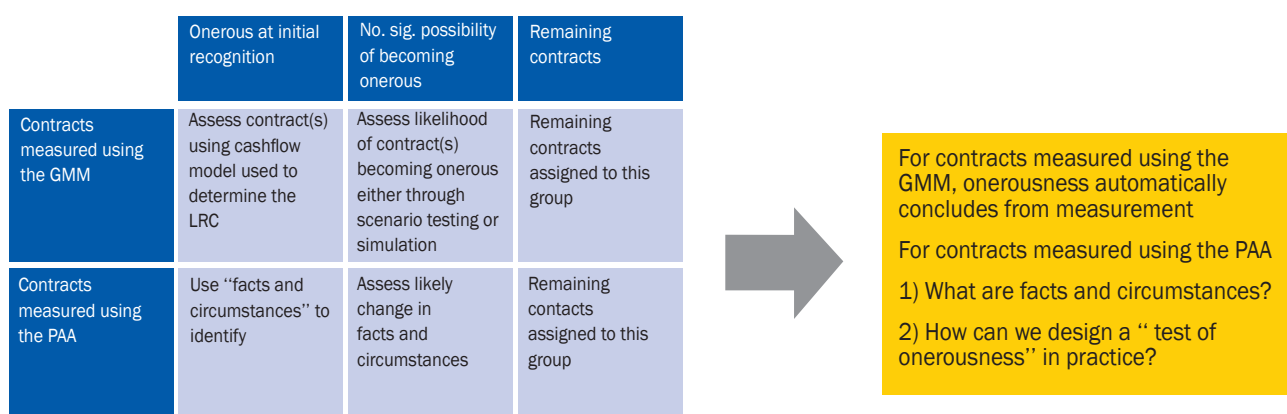 Onerous at initial
recognition
No. sig. possibility
of becoming
onerous
Remaining
contracts
Contracts
measured using
the GMM
Assess contract(s)
using cashflow
model used to
determine the
LRC
Assess likelihood
of contract(s)
becoming onerous
either through
scenario testing or
simulation
Remaining
contracts
assigned to this
group
Contracts
measured using
the PAA
Use ‘‘facts and
circumstances’’ to
identify
Assess likely
change in
facts and
circumstances
Remaining
contacts
assigned to this
group
For contracts measured using the
GMM, onerousness automatically
concludes from measurement
For contracts measured using the PAA
1) What are facts and circumstances?
2) How can we design a ‘‘ test of
onerousness’’ in practice?